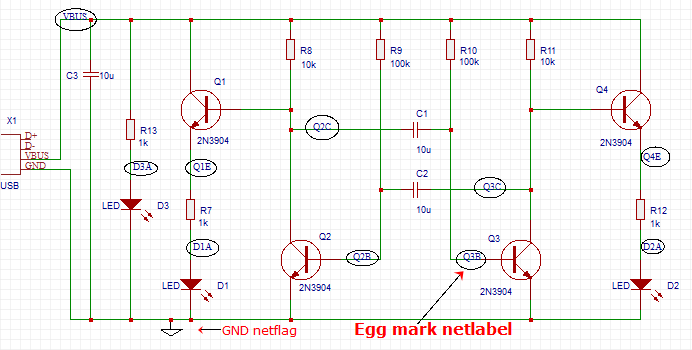 VBUS
R8
10k
R9
100k
R10
100k
R11
10k
C3
10u
Q1
2N3904
Q4
2N3904
X1
D+
D-
VBUS
GND
USB
R13
1k
Q2C
C1
10u
D3A
Q1E
Q4E
C2
10u
Q3C
LED
D3
R7
1k
R12
1k
D1A
Q2
2N3904
Q2B
Q3B
Q3
2N3904
D2A
LED
D1
LED
D2
GND netflag
Egg mark netlabel